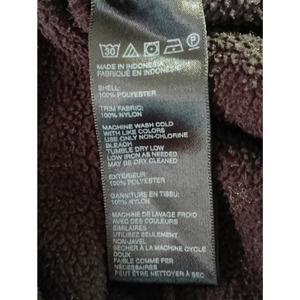 30 P
MADE IN INDONESIA
FABRIQUÉ EN INDONÉSIE
SHELL:
100% POLYESTER
TRIM FABRIC:
100% NYLON
MACHINE WASH COLD
WITH LIKE COLORS
USE ONLY NON-CHLORINE
BLEACH
TUMBLE DRY LOW
LOW IRON AS NEEDED
MAY BE DRY CLEANED
EXTÉRIEUR:
100% POLYESTER
GARNITURE EN TISSU:
100% NYLON
MACHINE DE LAVAGE FROID
AVEC DES COULEURS
SIMILAIRES
UTILISEZ SEULEMENT
NON-JAVEL
SÉCHER À LA MACHINE CYCLE
DOUX
FAIBLE COMME FER
NÉCESSAIRE
PEUT ÊTRE NETTOYER À SEC